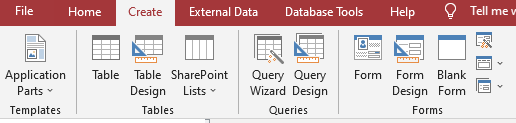 File Home Create External Data Database Tools Help Tell me w
Application Parts Table Table Design SharePoint Lists Query Wizard Query Design Form Form Design Blank Form
Templates Tables Queries Forms